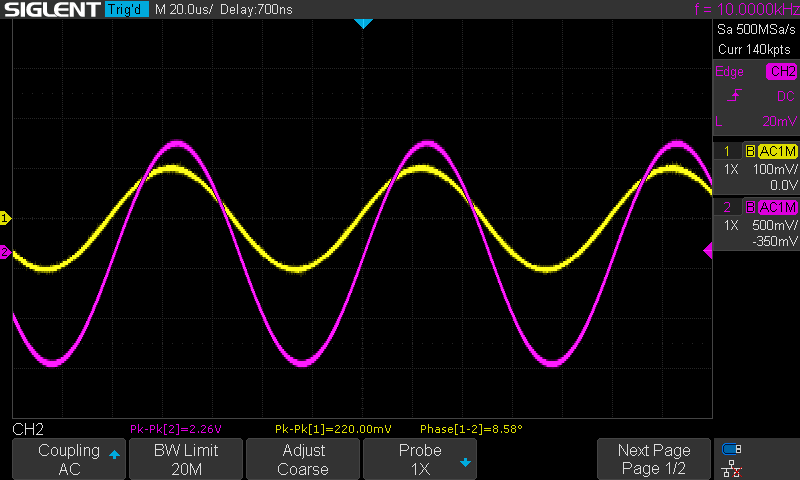 SIGLENT Trig'd M 20.0us/ Delay:700ns f = 10.0000kHz
Sa 500MSa/s
Curr 140kpts
Edge CH2
DC
L 20mV
1 B AC1M
1X 100mV/
0.0V
2 B AC1M
1X 500mV/
-350mV
1
2
CH2 Pk-Pk[2]=2.26V Pk-Pk[1]=220.00mV Phase[1-2]=8.58°
Coupling BW Limit Adjust Probe Next Page
AC 20M Coarse 1X Page 1/2